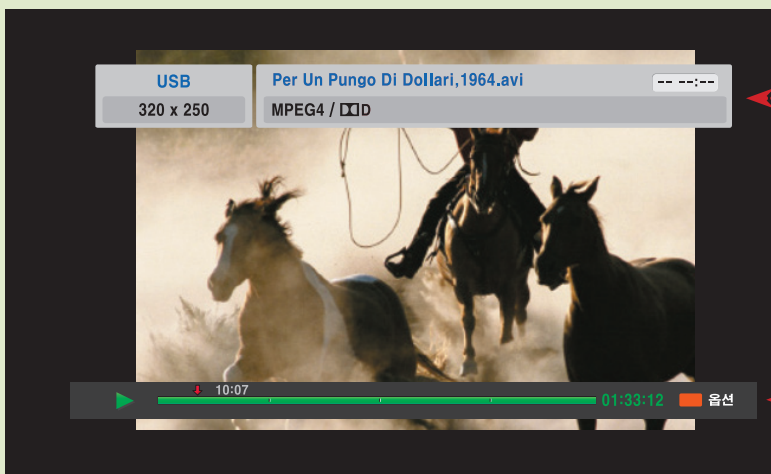 USB
320 x 250
Per Un Pungo Di Dollari,1964.avi
-- --:--
MPEG4 / DD D
10:07
01:33:12
옵션